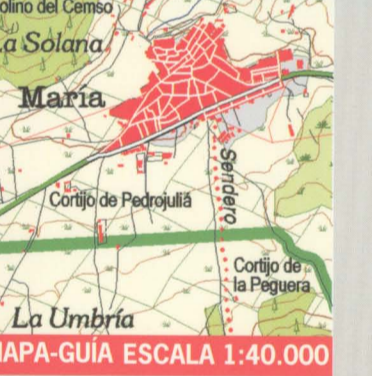 olino del Cemso
a Solana
María
Sendero
Cortijo de Pedrojuliá
Cortijo de
la Peguera
La Umbría
MAPA-GUÍA ESCALA 1:40.000